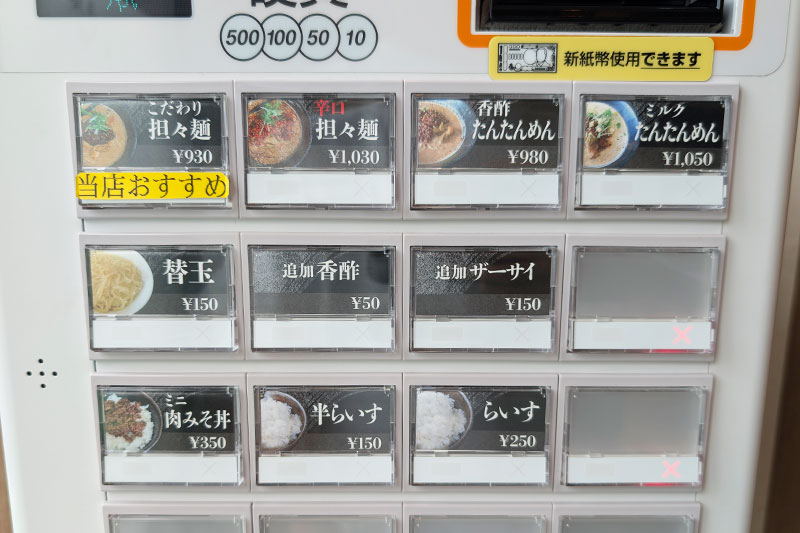 500 100 50 10
新紙幣使用できます
こだわり
担々麺
¥930
当店おすすめ
辛口
担々麺
¥1,030
香酢
たんたんめん
¥980
ミルク
たんたんめん
¥1,050
替玉
¥150
追加 香酢
¥50
追加 ザーサイ
¥150
ミニ
肉みそ丼
¥350
半らいす
¥150
らいす
¥250